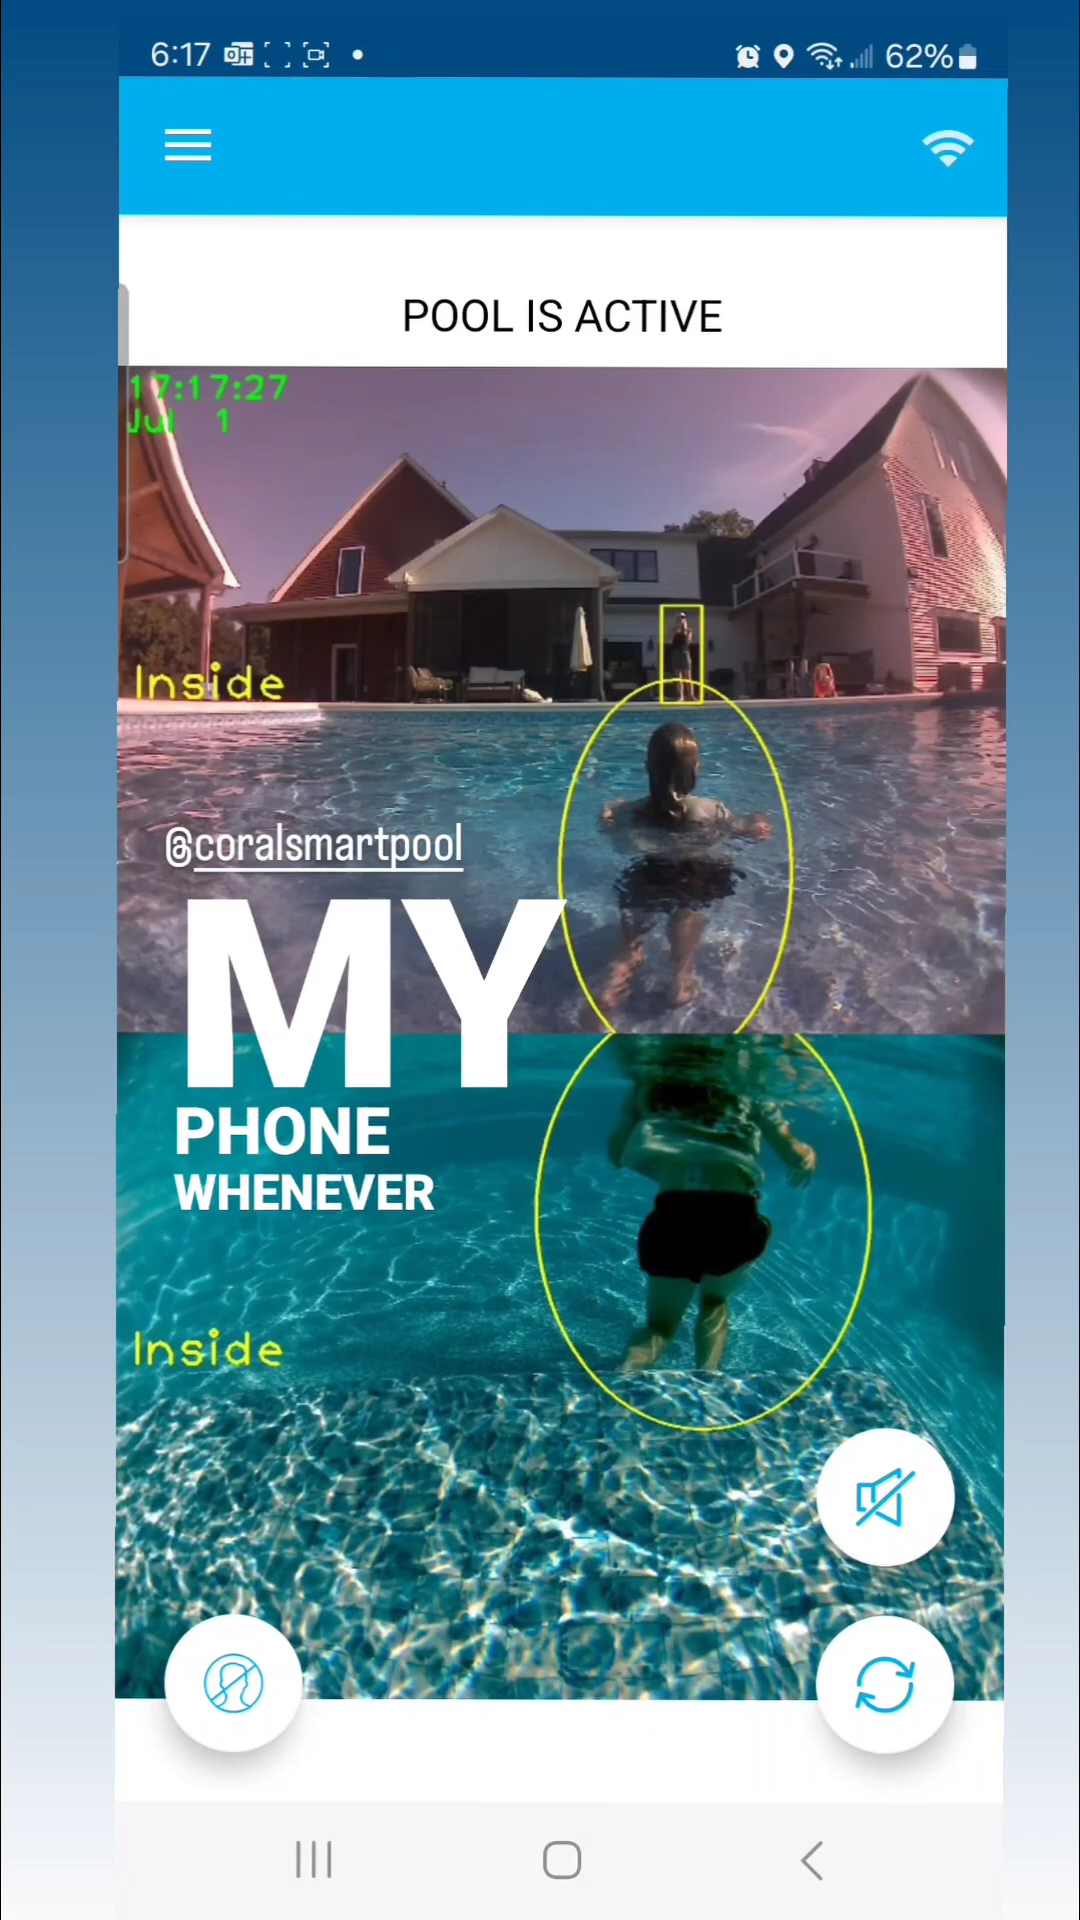 6:17 62%
POOL IS ACTIVE
17:17:27
Jul 1
Inside
@coralsmartpool
MY
PHONE
WHENEVER
Inside